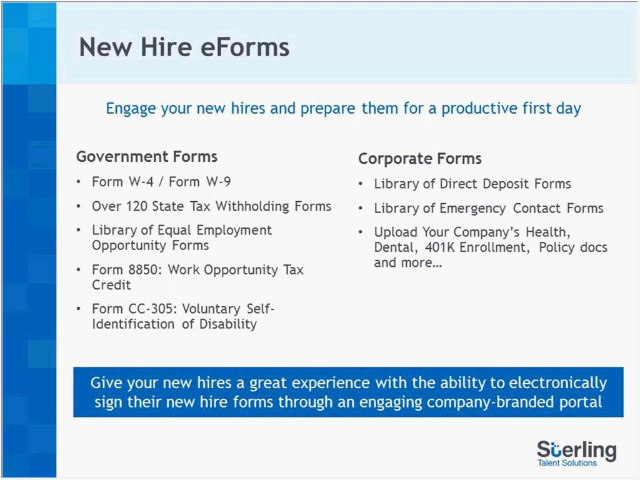 New Hire eForms
Engage your new hires and prepare them for a productive first day
Government Forms
• Form W-4 / Form W-9
• Over 120 State Tax Withholding Forms
• Library of Equal Employment
Opportunity Forms
• Form 8850: Work Opportunity Tax
Credit
• Form CC-305: Voluntary Self-
Identification of Disability
Corporate Forms
• Library of Direct Deposit Forms
• Library of Emergency Contact Forms
• Upload Your Company's Health,
Dental, 401K Enrollment, Policy docs
and more…
Give your new hires a great experience with the ability to electronically
sign their new hire forms through an engaging company-branded portal
Sterling
Talent Solutions